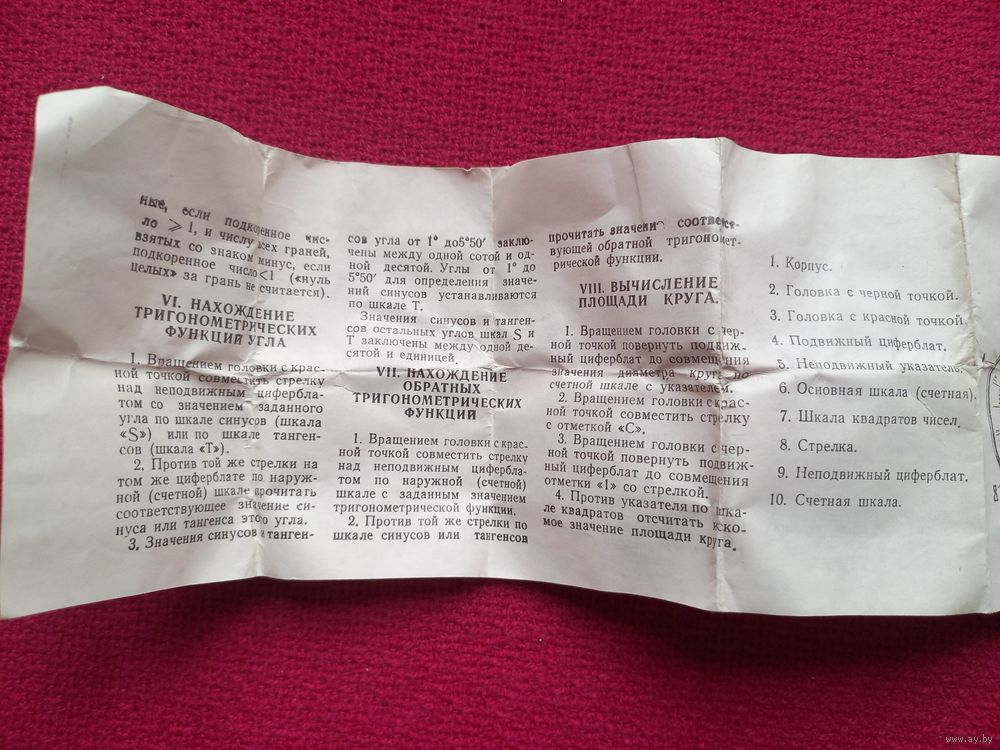 ные, если подкоренное чис-
ло ⩾ 1, и числу всех граней,
взятых со знаком минус, если
подкоренное число<1 («нуль
целых» за грань не считается).
VI. НАХОЖДЕНИЕ
ТРИГОНОМЕТРИЧЕСКИХ
ФУНКЦИЙ УГЛА
1. Вращением головки с крас-
ной точкой совместить стрелку
над неподвижным цифербла-
том со значением заданного
угла по шкале синусов (шкала
«S») или по шкале танген-
сов (шкала «Т»).
2. Против той же стрелки на
том же циферблате по наруж-
ной (счетной) шкале прочитать
соответствующее значение си-
нуса или тангенса этого угла.
3. Значения синусов и танген-
сов угла от 1° до5°50′ заклю-
чены между одной сотой и од-
ной десятой. Углы от 1° до
5°50′ для определения значе-
ний синусов устанавливаются
по шкале Т.
Значения синусов и танген-
сов остальных углов шкал S и
Т заключены между одной де-
сятой и единицей.
VII. НАХОЖДЕНИЕ
ОБРАТНЫХ
ТРИГОНОМЕТРИЧЕСКИХ
ФУНКЦИЙ
1. Вращением головки с крас-
ной точкой совместить стрелку
над неподвижным цифербла-
том по наружной (счетной)
шкале с заданным значением
тригонометрической функции.
2. Против той же стрелки по
шкале синусов или тангенсов
прочитать значение соответст-
вующей обратной тригономет-
рической функции.
VIII. ВЫЧИСЛЕНИЕ
ПЛОЩАДИ КРУГА.
1. Вращением головки с чер-
ной точкой повернуть подвиж-
ный циферблат до совмещения
значения диаметра круга по
счетной шкале с указателем.
2. Вращением головки с крас-
ной точкой совместить стрелку
с отметкой «С».
3. Вращением головки с чер-
ной точкой повернуть подвиж-
ный циферблат до совмещения
отметки «1» со стрелкой.
4. Против указателя по шка-
ле квадратов отсчитать иско-
мое значение площади круга.
1. Корпус.
2. Головка с черной точкой.
3. Головка с красной точкой.
4. Подвижный циферблат.
5. Неподвижный указатель.
6. Основная шкала (счетная).
7. Шкала квадратов чисел.
8. Стрелка.
9. Неподвижный циферблат.
10. Счетная шкала.
www.ay.by